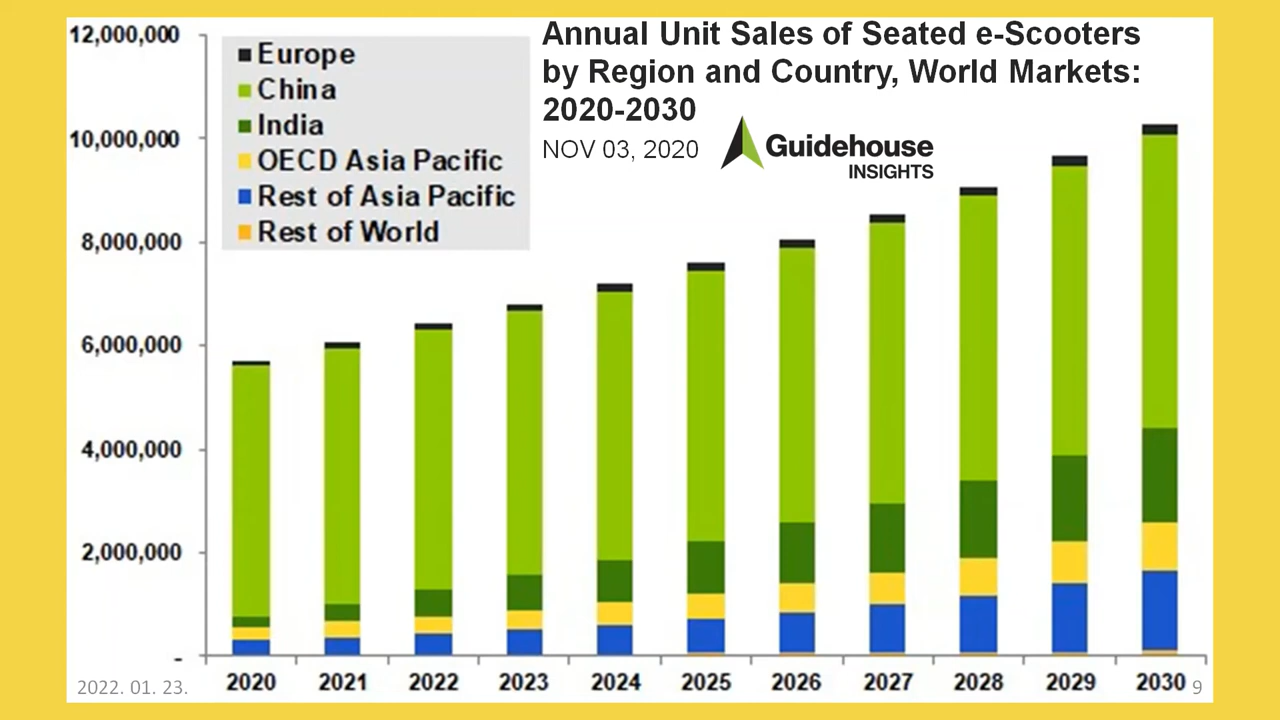 Annual Unit Sales of Seated e-Scooters
by Region and Country, World Markets:
2020-2030
NOV 03, 2020
Guidehouse
INSIGHTS
Europe
China
India
OECD Asia Pacific
Rest of Asia Pacific
Rest of World
12,000,000
10,000,000
8,000,000
6,000,000
4,000,000
2,000,000
-
2020 2021 2022 2023 2024 2025 2026 2027 2028 2029 2030
2022. 01. 23.
9